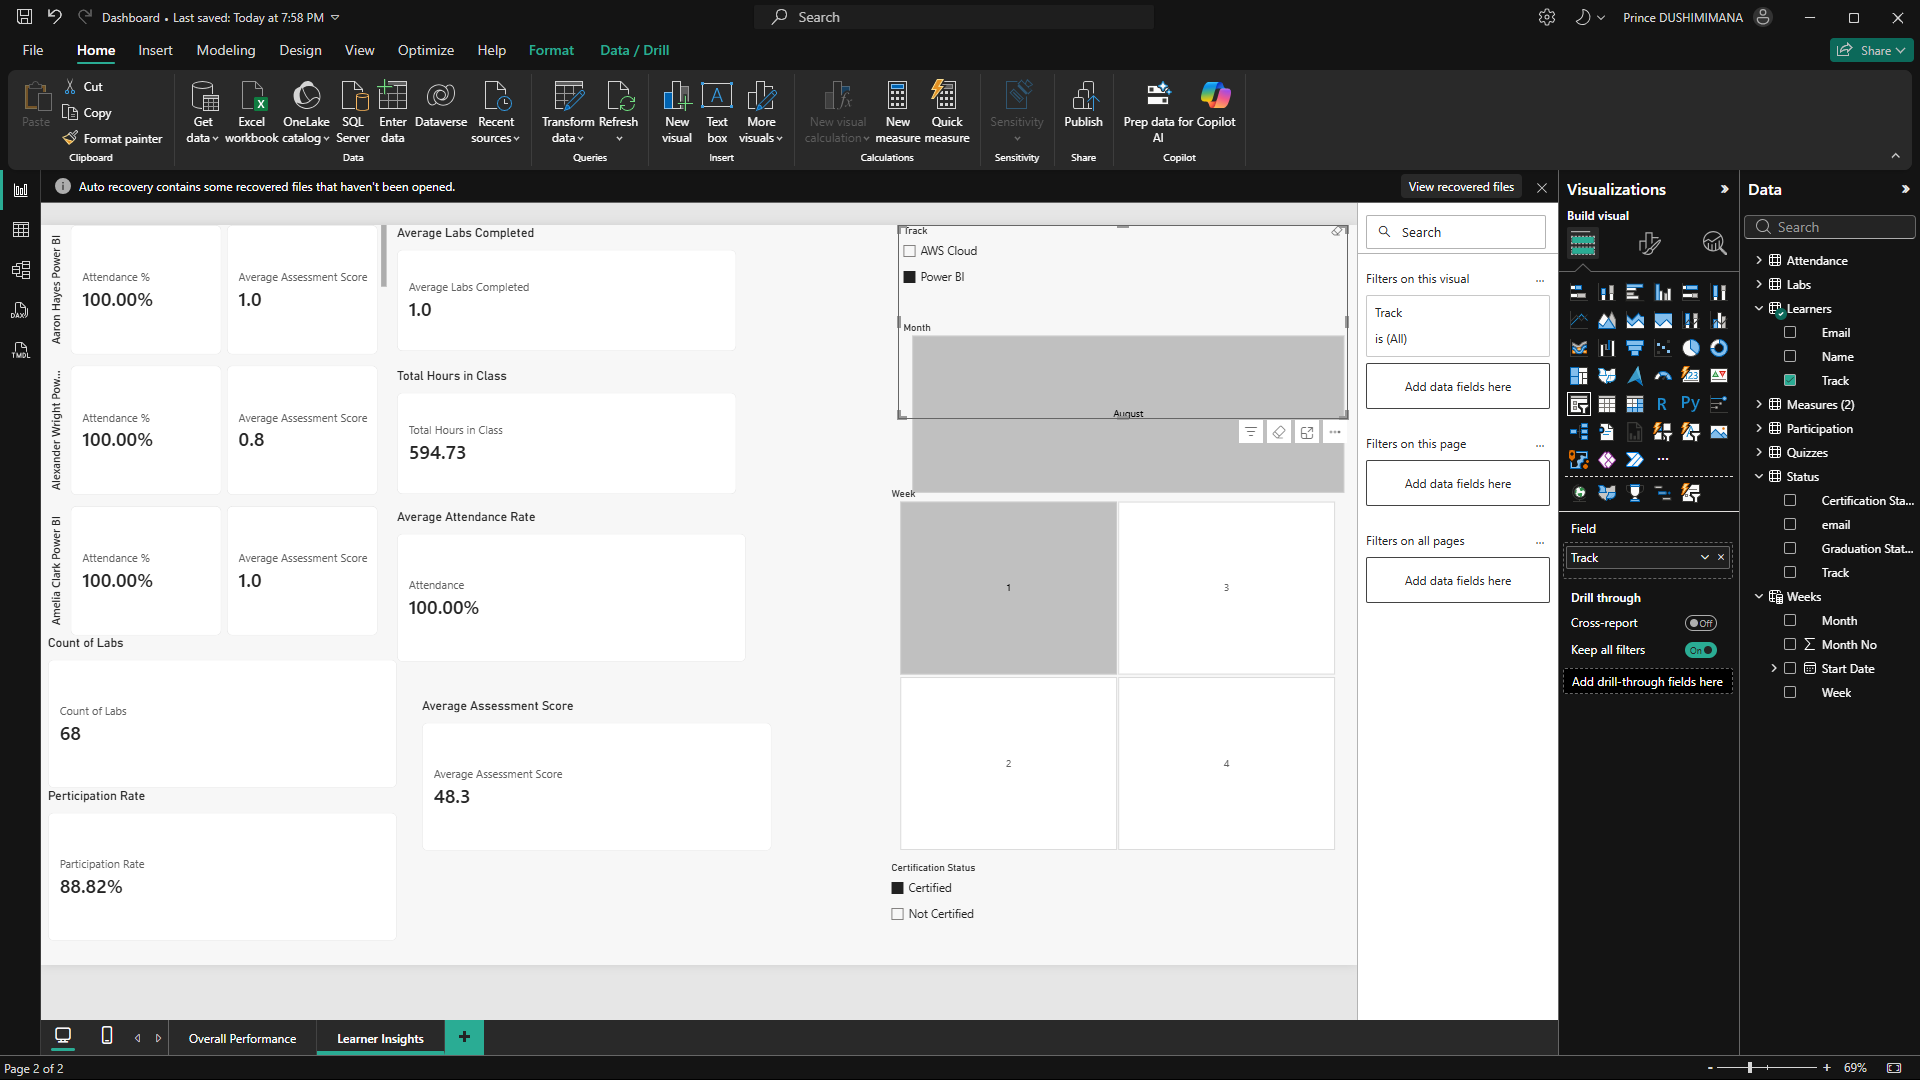 Dashboard • Last saved: Today at 7:58 PM
Search
Prince DUSHIMIMANA
File
Home
Insert
Modeling
Design
View
Optimize
Help
Format
Data / Drill
Share
Paste
Cut
Copy
Format painter
Clipboard
Get data
Excel workbook
OneLake catalog
SQL Server
Enter data
Dataverse
Recent sources
Data
Transform data
Refresh
Queries
New visual
Text box
More visuals
Insert
New visual calculation
New measure
Quick measure
Calculations
Sensitivity
Sensitivity
Publish
Share
Prep data for AI
Copilot
Copilot
Auto recovery contains some recovered files that haven't been opened.
View recovered files
Aaron Hayes Power BI
Attendance %
100.00%
Average Assessment Score
1.0
Alexander Wright Pow...
Attendance %
100.00%
Average Assessment Score
0.8
Amelia Clark Power BI
Attendance %
100.00%
Average Assessment Score
1.0
Count of Labs
Count of Labs
68
Perticipation Rate
Participation Rate
88.82%
Average Labs Completed
Average Labs Completed
1.0
Total Hours in Class
Total Hours in Class
594.73
Average Attendance Rate
Attendance
100.00%
Average Assessment Score
Average Assessment Score
48.3
Track
AWS Cloud
Power BI
Month
August
Week
1
3
2
4
Certification Status
Certified
Not Certified
Search
Filters on this visual
...
Track
is (All)
Add data fields here
Filters on this page
...
Add data fields here
Filters on all pages
...
Add data fields here
Visualizations
Build visual
123
R
Py
...
Field
Track
Drill through
Cross-report
Off
Keep all filters
On
Add drill-through fields here
Data
Search
Attendance
Labs
Learners
Email
Name
Track
Measures (2)
Participation
Quizzes
Status
Certification Sta...
email
Graduation Stat...
Track
Weeks
Month
Month No
Start Date
Week
DAX
TMDL
Overall Performance
Learner Insights
+
Page 2 of 2
- + 69%